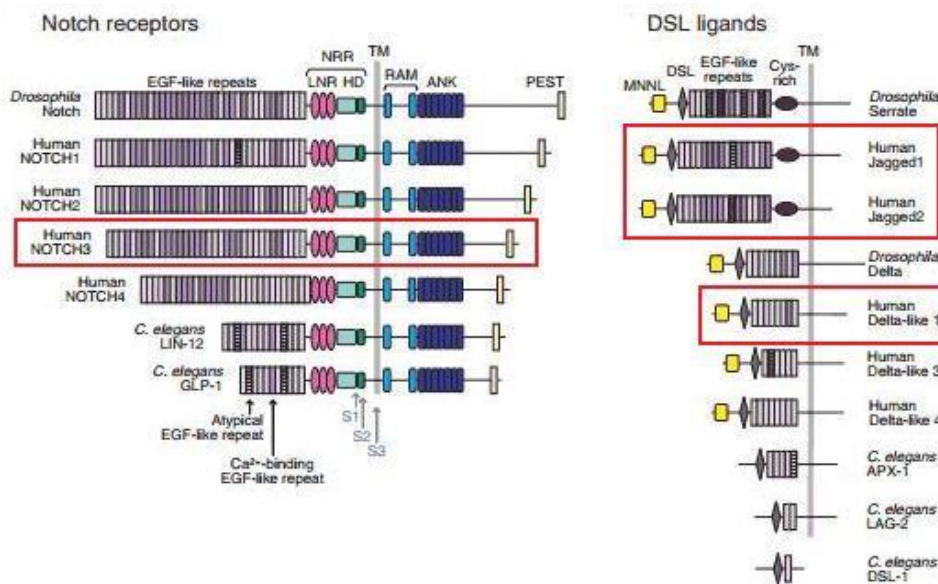 Notch receptors
NRR
TM
EGF-like repeats
LNR HD
RAM
ANK
PEST
Drosophila
Notch
Human
NOTCH1
Human
NOTCH2
Human
NOTCH3
Human
NOTCH4
C. elegans
LIN-12
C. elegans
GLP-1
Atypical
EGF-like repeat
Ca²⁺-binding
EGF-like repeat
S1
S2
S3
DSL ligands
TM
MNNL
DSL
EGF-like
repeats
Cys-
rich
Drosophila
Serrate
Human
Jagged1
Human
Jagged2
Drosophila
Delta
Human
Delta-like 1
Human
Delta-like 3
Human
Delta-like 4
C. elegans
APX-1
C. elegans
LAG-2
C. elegans
DSL-1